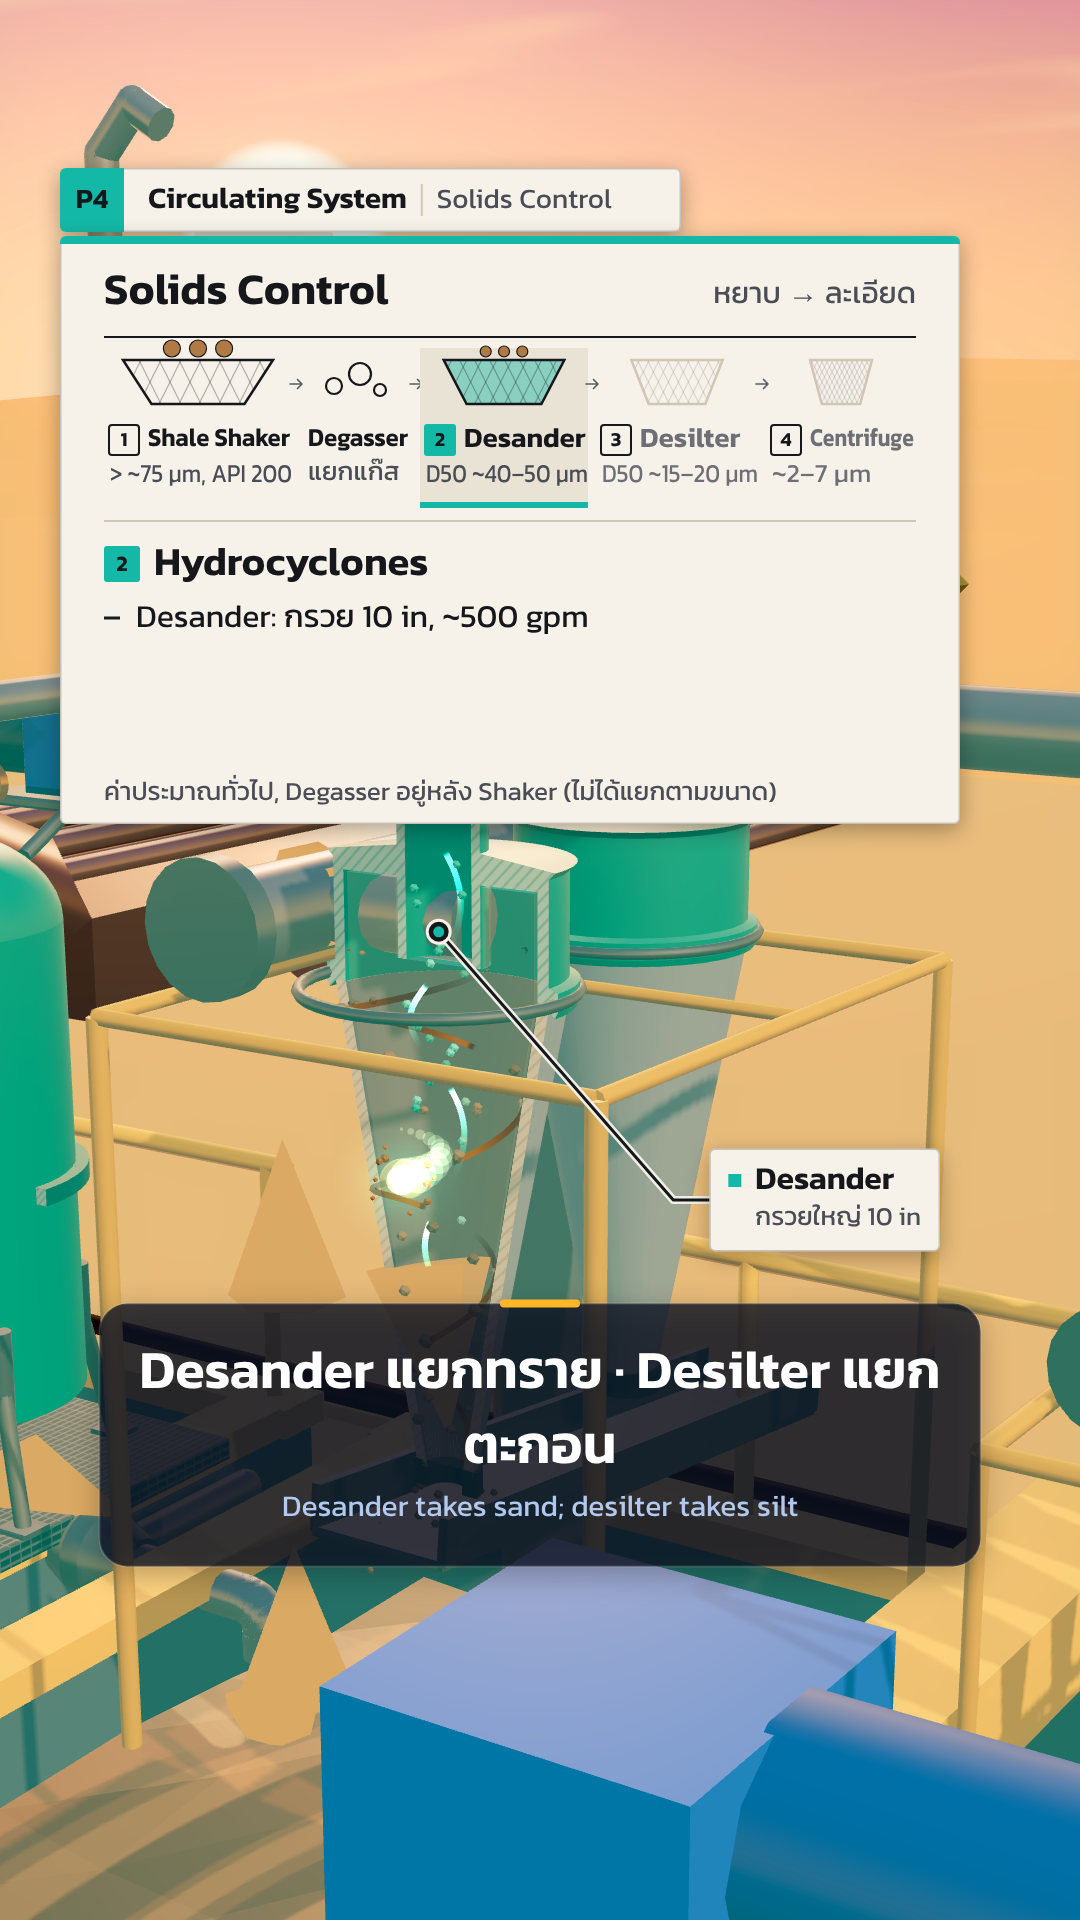 P4 Circulating System | Solids Control
Solids Control
หยาบ → ละเอียด
→ → → →
1 Shale Shaker
> ~75 µm, API 200
Degasser
แยกแก๊ส
2 Desander
D50 ~40–50 µm
3 Desilter
D50 ~15–20 µm
4 Centrifuge
~2–7 µm
2 Hydrocyclones
– Desander: กรวย 10 in, ~500 gpm
ค่าประมาณทั่วไป, Degasser อยู่หลัง Shaker (ไม่ได้แยกตามขนาด)
Desander
กรวยใหญ่ 10 in
Desander แยกทราย · Desilter แยก
ตะกอน
Desander takes sand; desilter takes silt